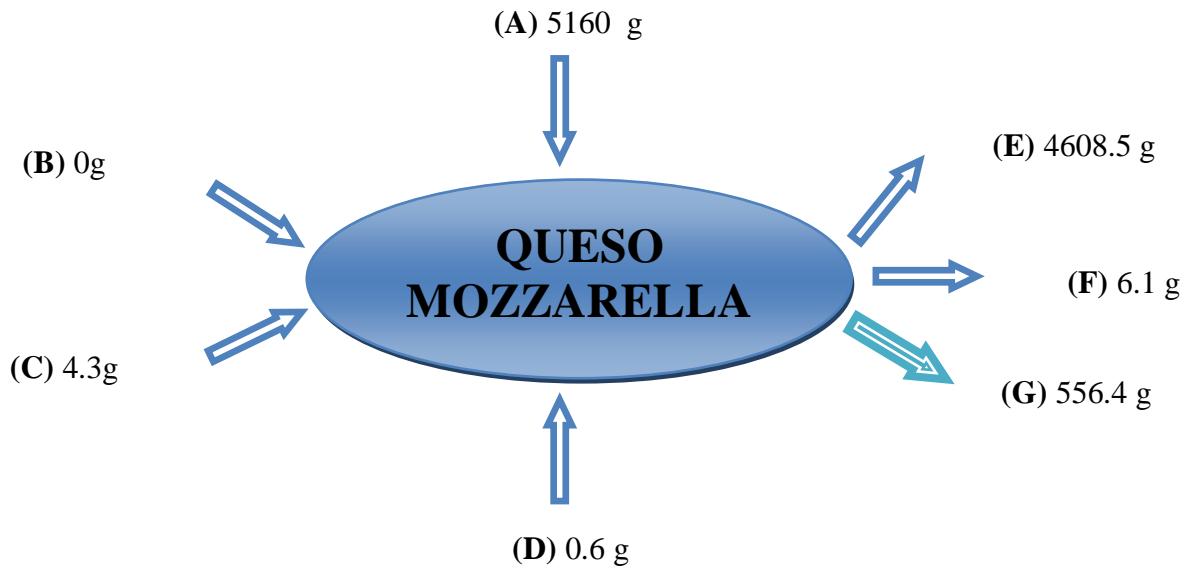 (A) 5160 g
(B) 0g
(E) 4608.5 g
QUESO
MOZZARELLA
(F) 6.1 g
(C) 4.3g
(G) 556.4 g
(D) 0.6 g